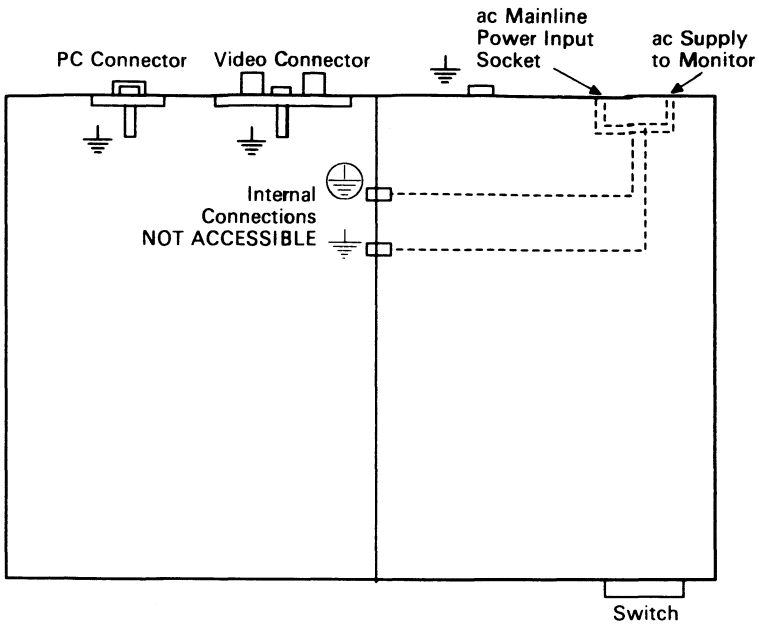 PC Connector
Video Connector
ac Mainline
Power Input
Socket
ac Supply
to Monitor
Internal
Connections
NOT ACCESSIBLE
Switch